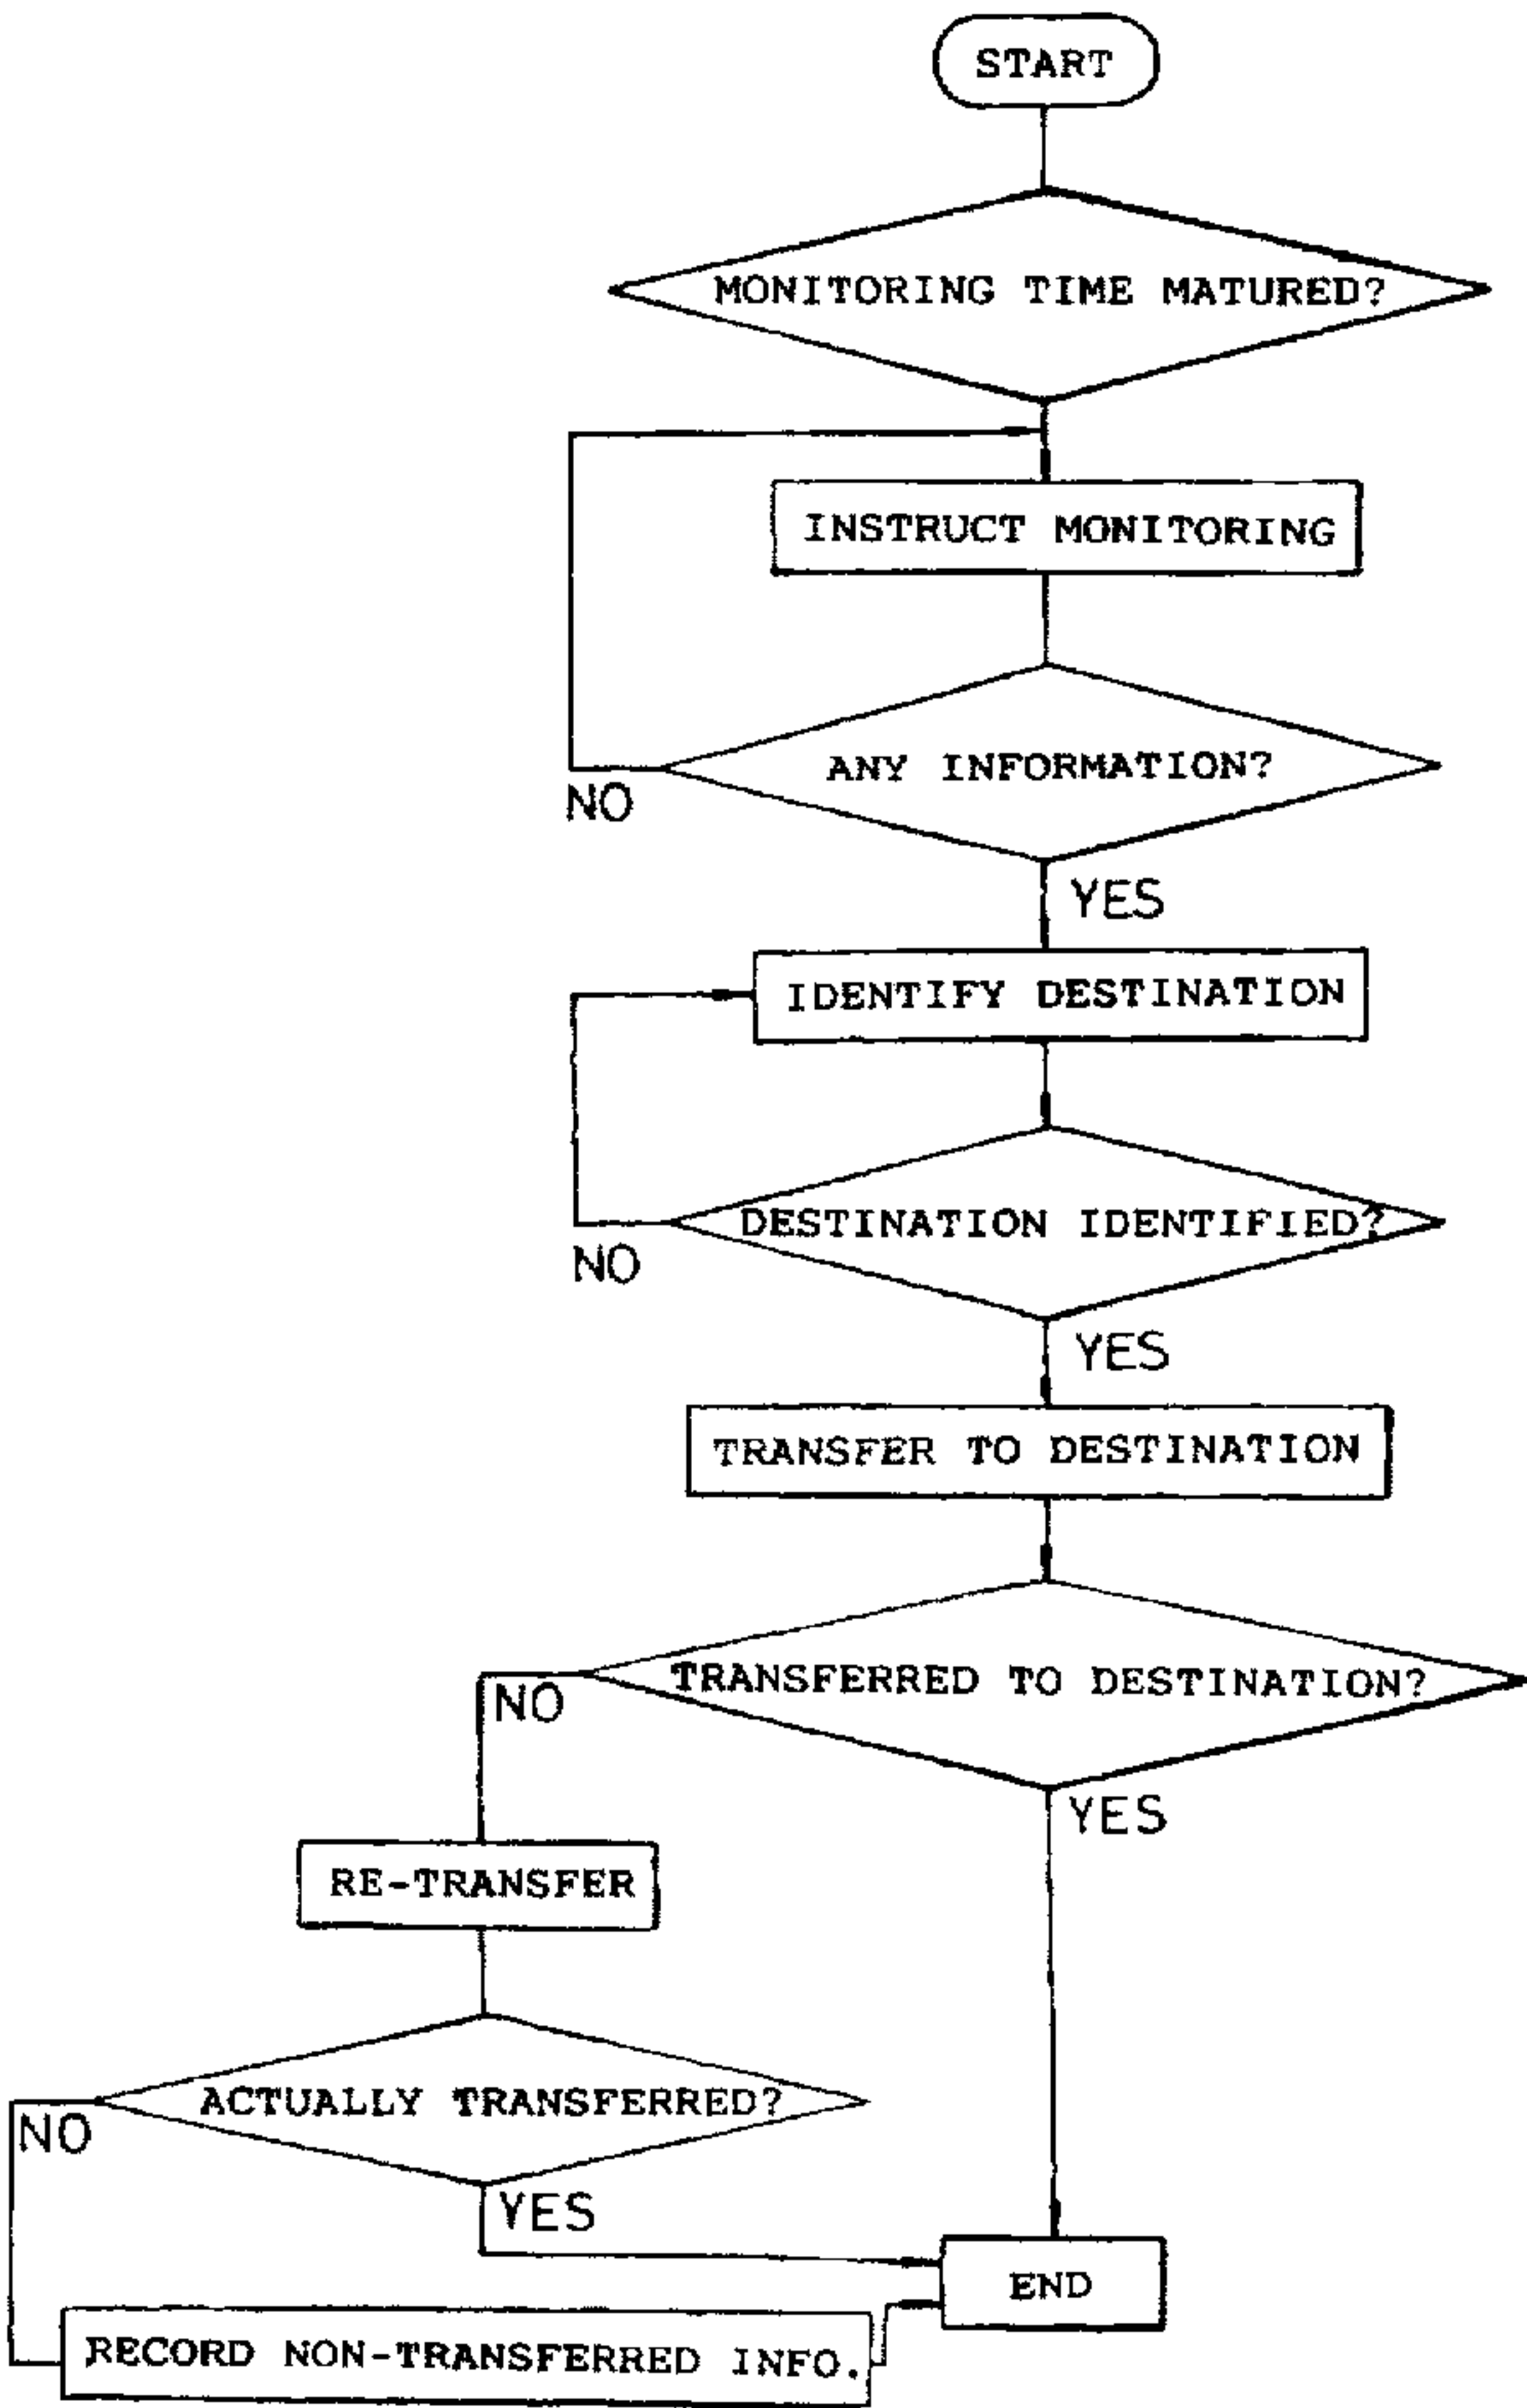 START
MONITORING TIME MATURED?
INSTRUCT MONITORING
ANY INFORMATION?
NO
YES
IDENTIFY DESTINATION
DESTINATION IDENTIFIED?
NO
YES
TRANSFER TO DESTINATION
TRANSFERRED TO DESTINATION?
NO
YES
RE-TRANSFER
ACTUALLY TRANSFERRED?
NO
YES
END
RECORD NON-TRANSFERRED INFO.